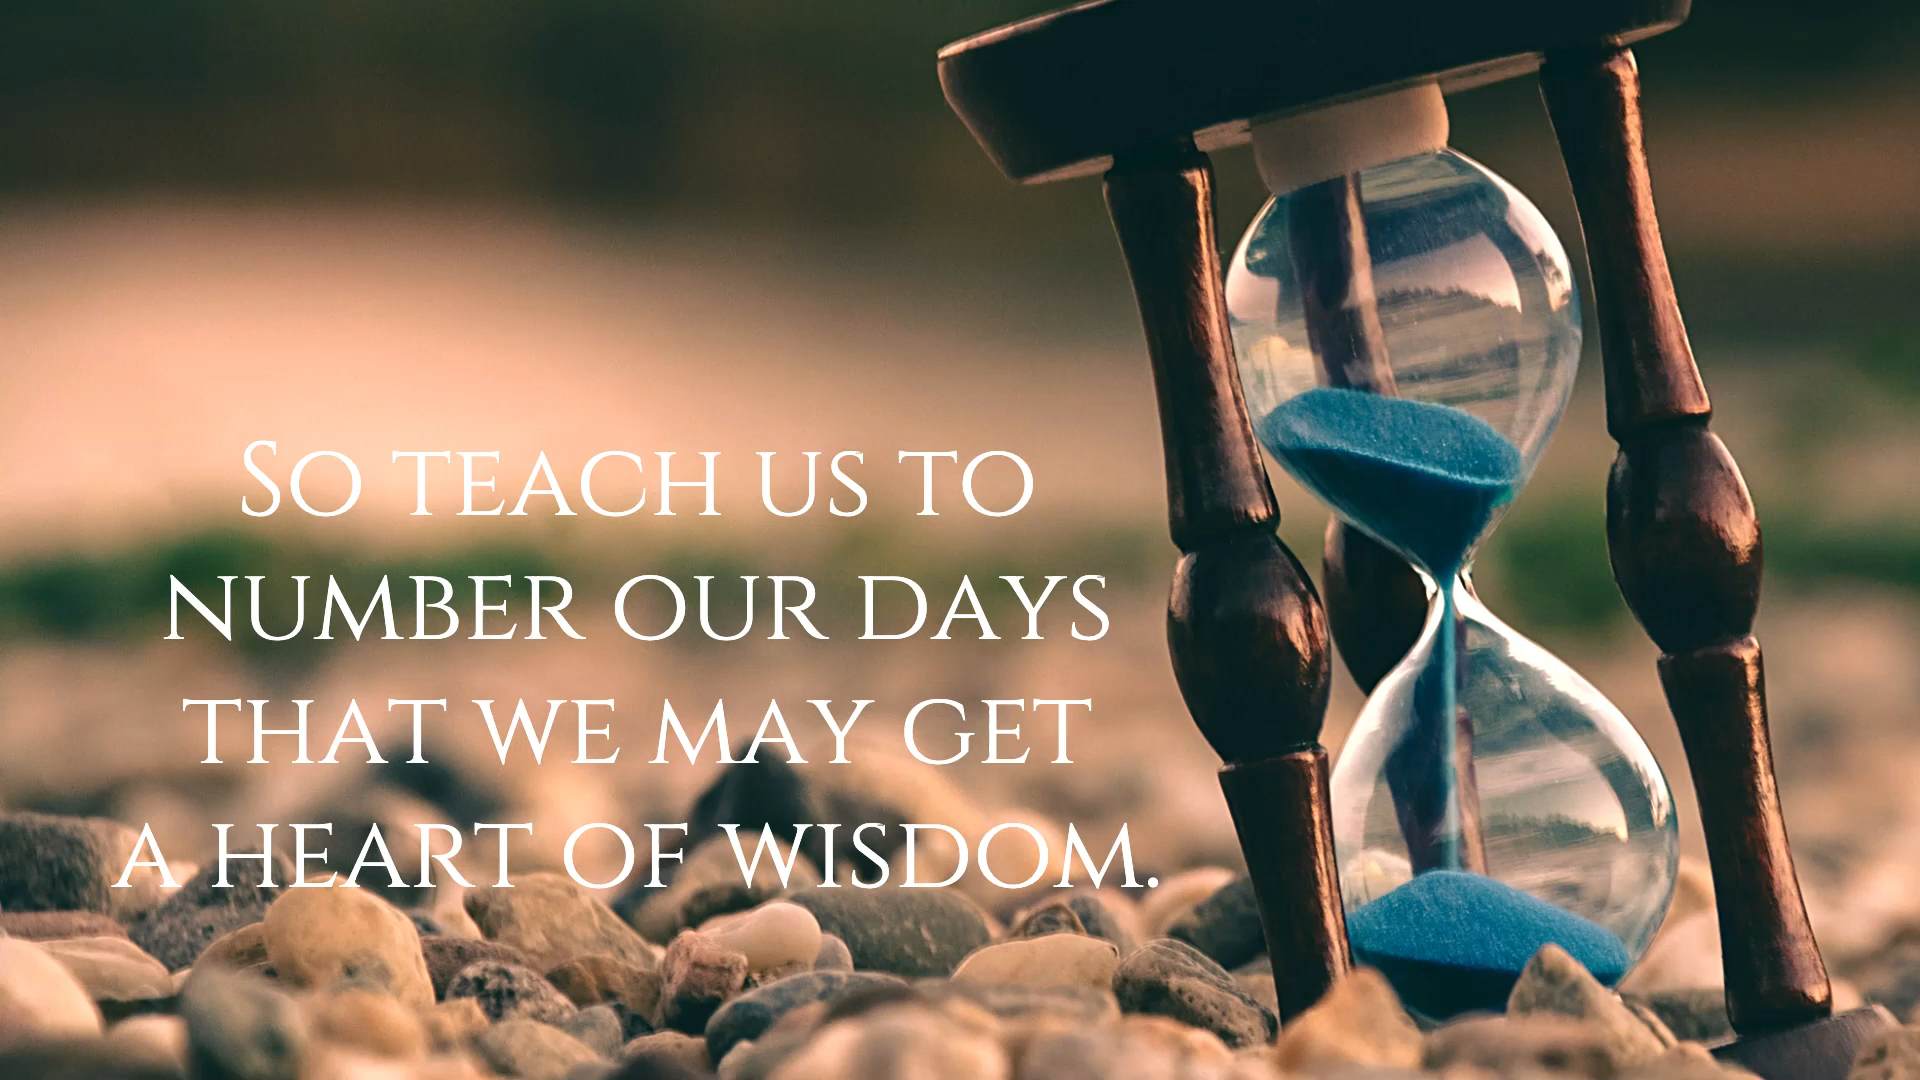 So teach us to
number our days
that we may get
a heart of wisdom.